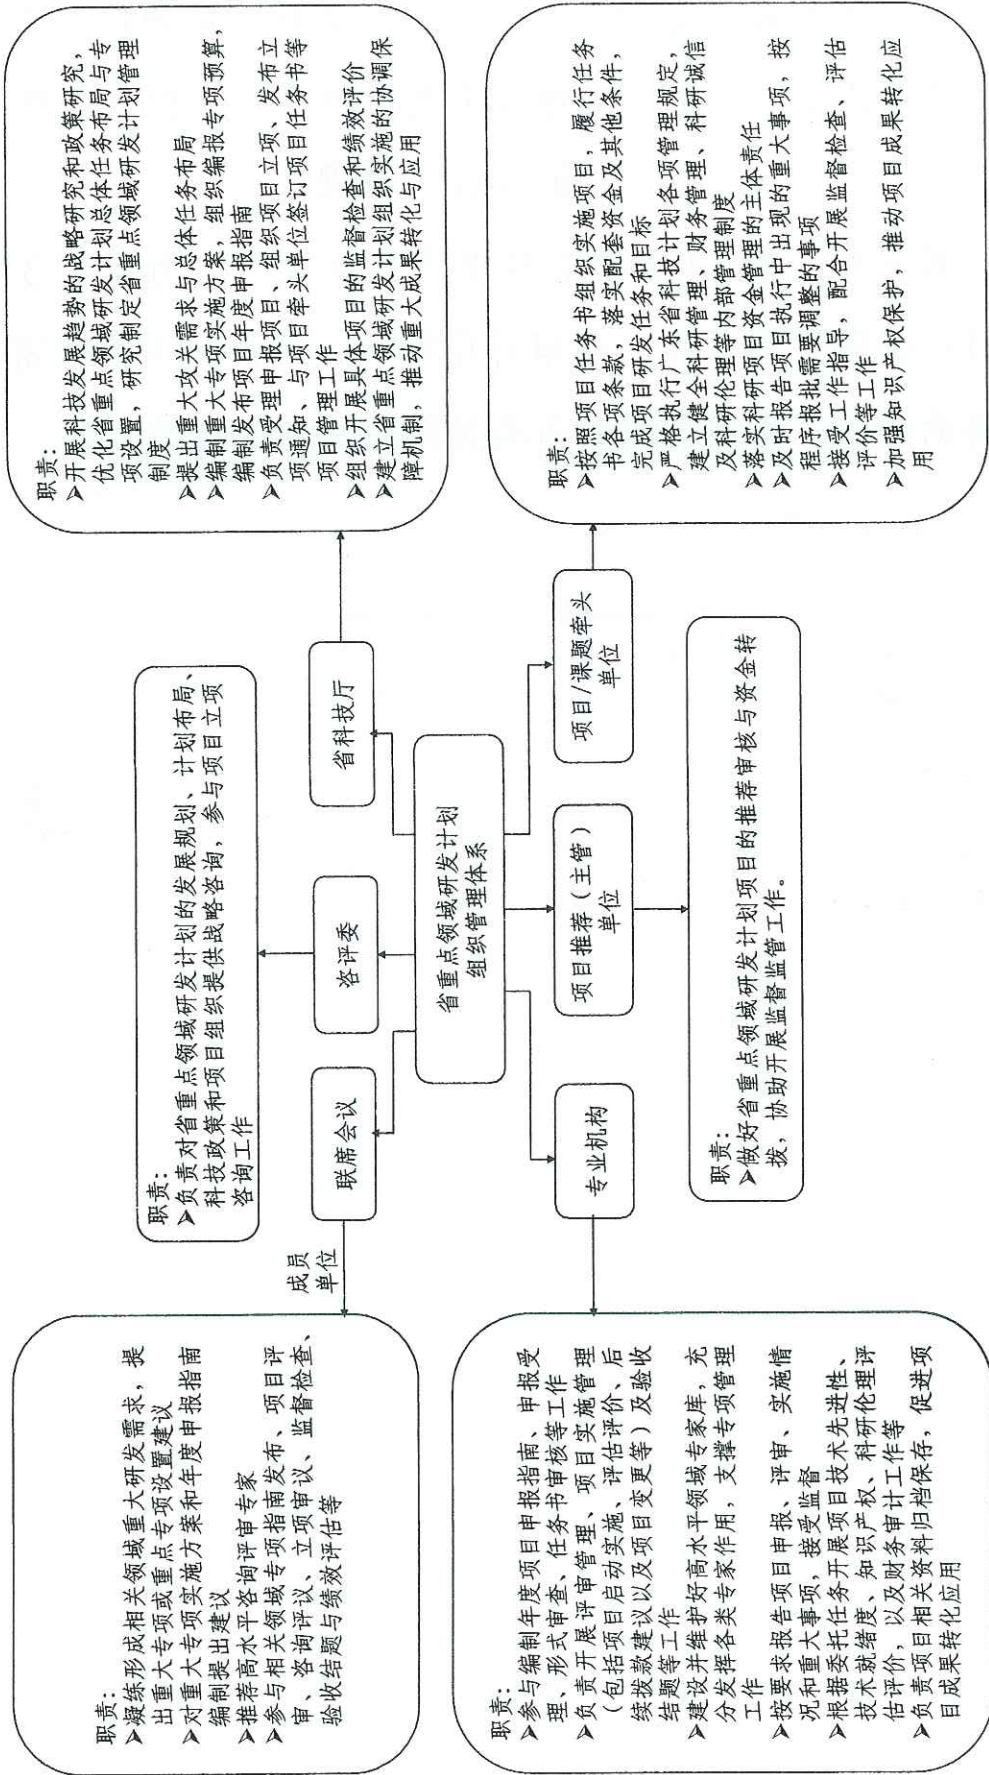 职责：
➤凝练形成相关领域重大研发需求，提
出重大专项或重点专项设置建议
➤对重大专项实施方案和年度申报指南
编制提出建议
➤推荐高水平咨询评审专家
➤参与相关领域专项指南发布、项目评
审、咨询评议、立项审议、监督检查、
验收结题与绩效评估等
成员
单位
联席会议
职责：
➤负责对省重点领域研发计划的发展规划、计划布局、
科技政策和项目组织提供战略咨询，参与项目立项
咨询工作
咨评委
省科技厅
职责：
➤开展科技发展趋势的战略研究和政策研究，
优化省重点领域研发计划总体任务布局与专
项设置，研究制定省重点领域研发计划管理
制度
➤提出重大攻关需求与总体任务布局
➤编制重大专项实施方案，组织编报专项预算，
编制发布项目年度申报指南
➤负责受理申报项目、组织项目立项、发布立
项通知、与项目牵头单位签订项目任务书等
项目管理工作
➤组织开展具体项目的监督检查和绩效评价
➤建立省重点领域研发计划组织实施的协调保
障机制，推动重大成果转化与应用
省重点领域研发计划
组织管理体系
专业机构
职责：
➤参与编制年度项目申报指南、申报受
理、形式审查、任务书审核等工作
➤负责开展评审管理、项目实施管理
（包括项目启动实施、评估评价、后
续拨款建议以及项目变更等）及验收
结题等工作
➤建设并维护好高水平领域专家库，充
分发挥各类专家作用，支撑专项管理
工作
➤按要求报告项目申报、评审、实施情
况和重大事项，接受监督
➤根据委托任务开展项目技术先进性、
技术就绪度、知识产权、科研伦理评
估评价，以及财务审计工作等
➤负责项目相关资料归档保存，促进项
目成果转化应用
项目推荐（主管）
单位
职责：
➤做好省重点领域研发计划项目的推荐审核与资金转
拨，协助开展监督监管工作。
项目/课题牵头
单位
职责：
➤按照项目任务书组织实施项目，履行任务
书各项条款，落实配套资金及其他条件，
完成项目研发任务和目标
➤严格执行广东省科技计划各项管理规定，
建立健全科研管理、财务管理、科研诚信
及科研伦理等内部管理制度
➤落实科研项目资金管理的主体责任
➤及时报告项目执行中出现的重大事项，按
程序报批需要调整的事项
➤接受工作指导，配合开展监督检查、评估
评价等工作
➤加强知识产权保护，推动项目成果转化应
用